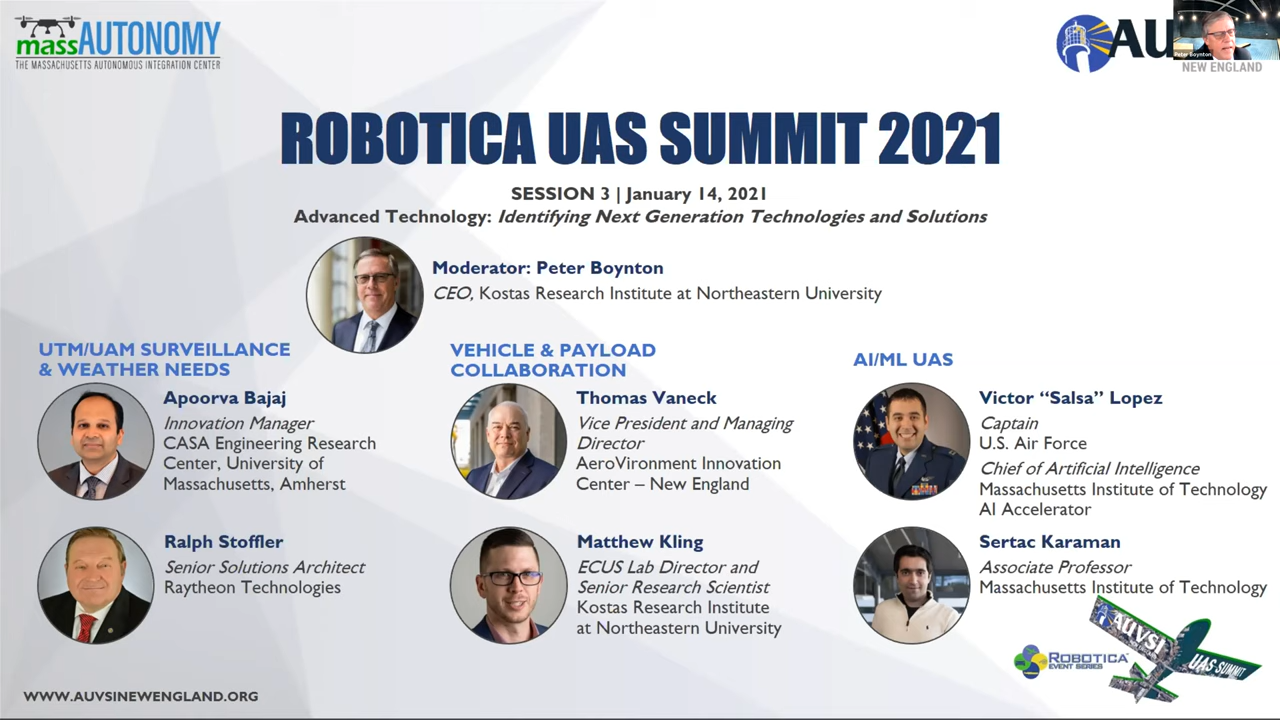 massAUTONOMY
THE MASSACHUSETTS AUTONOMOUS INTEGRATION CENTER
AU
Peter Boynton
NEW ENGLAND
ROBOTICA UAS SUMMIT 2021
SESSION 3 | January 14, 2021
Advanced Technology: Identifying Next Generation Technologies and Solutions
Moderator: Peter Boynton
CEO, Kostas Research Institute at Northeastern University
UTM/UAM SURVEILLANCE
& WEATHER NEEDS
Apoorva Bajaj
Innovation Manager
CASA Engineering Research
Center, University of
Massachusetts, Amherst
Ralph Stoffler
Senior Solutions Architect
Raytheon Technologies
VEHICLE & PAYLOAD
COLLABORATION
Thomas Vaneck
Vice President and Managing
Director
AeroVironment Innovation
Center – New England
Matthew Kling
ECUS Lab Director and
Senior Research Scientist
Kostas Research Institute
at Northeastern University
AI/ML UAS
Victor “Salsa” Lopez
Captain
U.S. Air Force
Chief of Artificial Intelligence
Massachusetts Institute of Technology
AI Accelerator
Sertac Karaman
Associate Professor
Massachusetts Institute of Technology
ROBOTICA
EVENT SERIES
AUVSI
UAS SUMMIT
WWW.AUVSINEWENGLAND.ORG